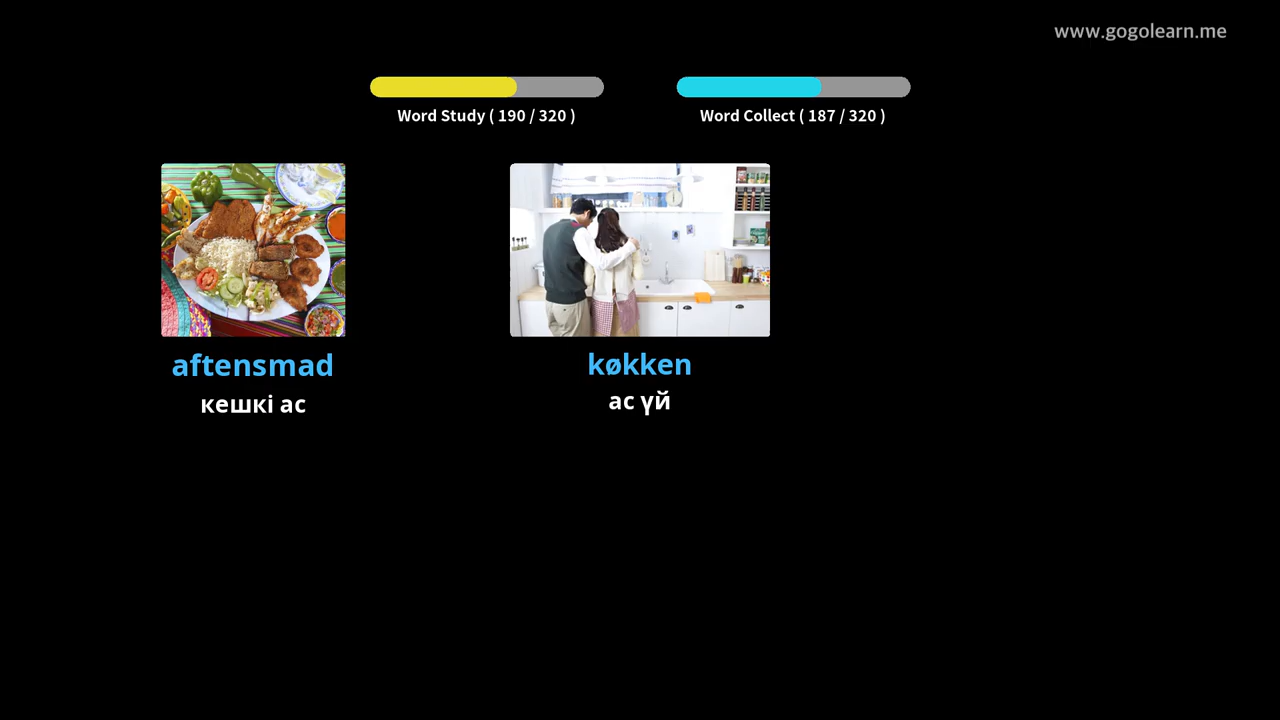 www.gogolearn.me
Word Study ( 190 / 320 )
Word Collect ( 187 / 320 )
aftensmad
кешкі ас
køkken
ас үй